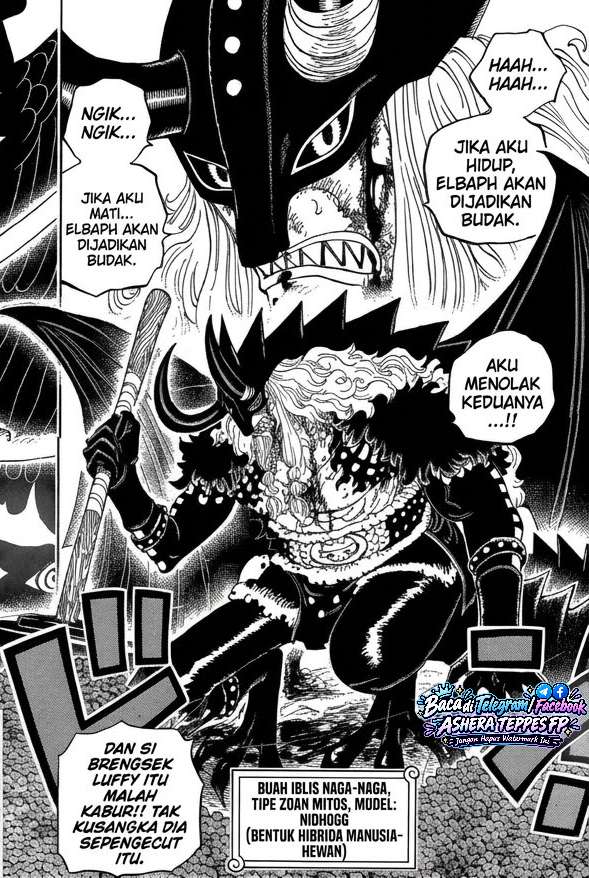 HAAH...
HAAH...
JIKA AKU
HIDUP,
ELBAPH AKAN
DIJADIKAN
BUDAK.
NGIK...
NGIK...
JIKA AKU
MATI...
ELBAPH AKAN
DIJADIKAN
BUDAK.
AKU
MENOLAK
KEDUANYA
...!!
ドド
Baca di Telegram/Facebook
ASHERA TEPPES FP
Jangan Hapus Watermark Ini
DAN SI
BRENGSEK
LUFFY ITU
MALAH
KABUR!! TAK
KUSANGKA DIA
SEPENGECUT
ITU.
BUAH IBLIS NAGA-NAGA,
TIPE ZOAN MITOS, MODEL:
NIDHOGG
(BENTUK HIBRIDA MANUSIA-
HEWAN)